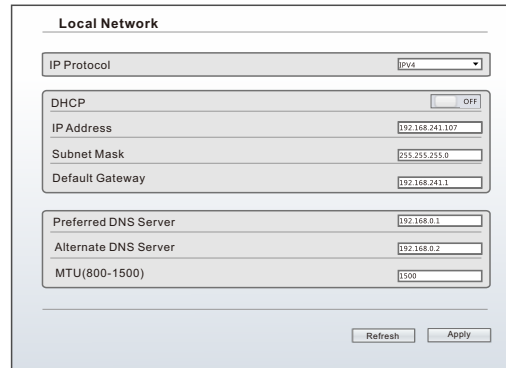 Local Network
IP Protocol IPV4
DHCP OFF
IP Address 192.168.241.107
Subnet Mask 255.255.255.0
Default Gateway 192.168.241.1
Preferred DNS Server 192.168.0.1
Alternate DNS Server 192.168.0.2
MTU(800-1500) 1500
Refresh Apply